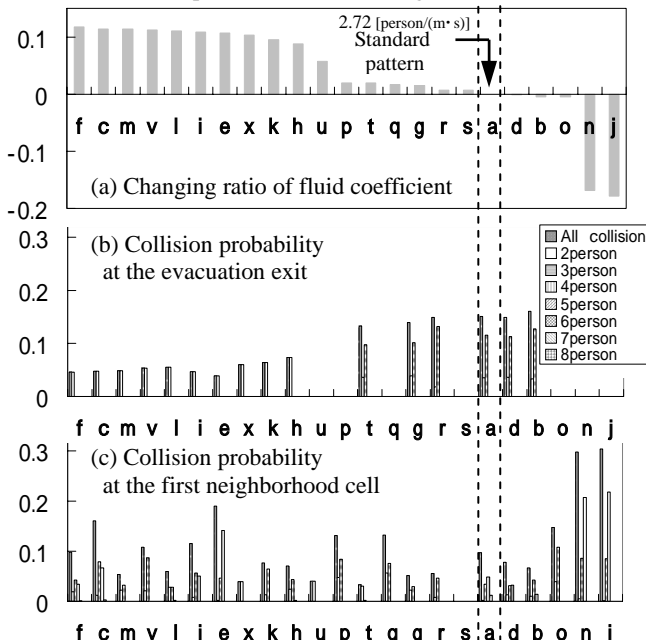 2.72 [person/(m・s)]
Standard
pattern
0.1
0
f c m v l i e x k h u p t q g r s a d b o n j
-0.1
(a) Changing ratio of fluid coefficient
-0.2
0.3
(b) Collision probability
at the evacuation exit
0.2
0.1
0
All collision
2person
3person
4person
5person
6person
7person
8person
f c m v l i e x k h u p t q g r s a d b o n j
0.3
(c) Collision probability
at the first neighborhood cell
0.2
0.1
0
f c m v l i e x k h u p t q g r s a d b o n j